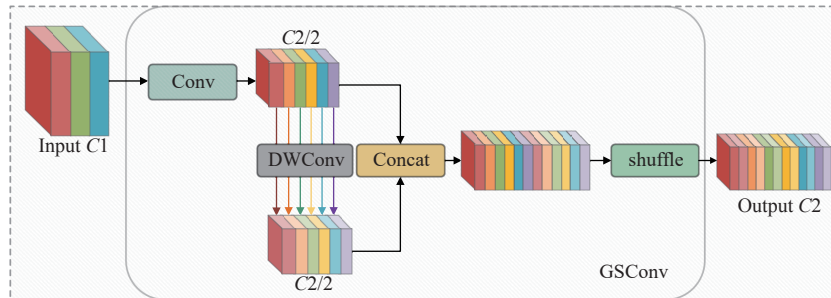 C2/2
Conv
Input C1
DWConv
Concat
shuffle
Output C2
C2/2
GSConv